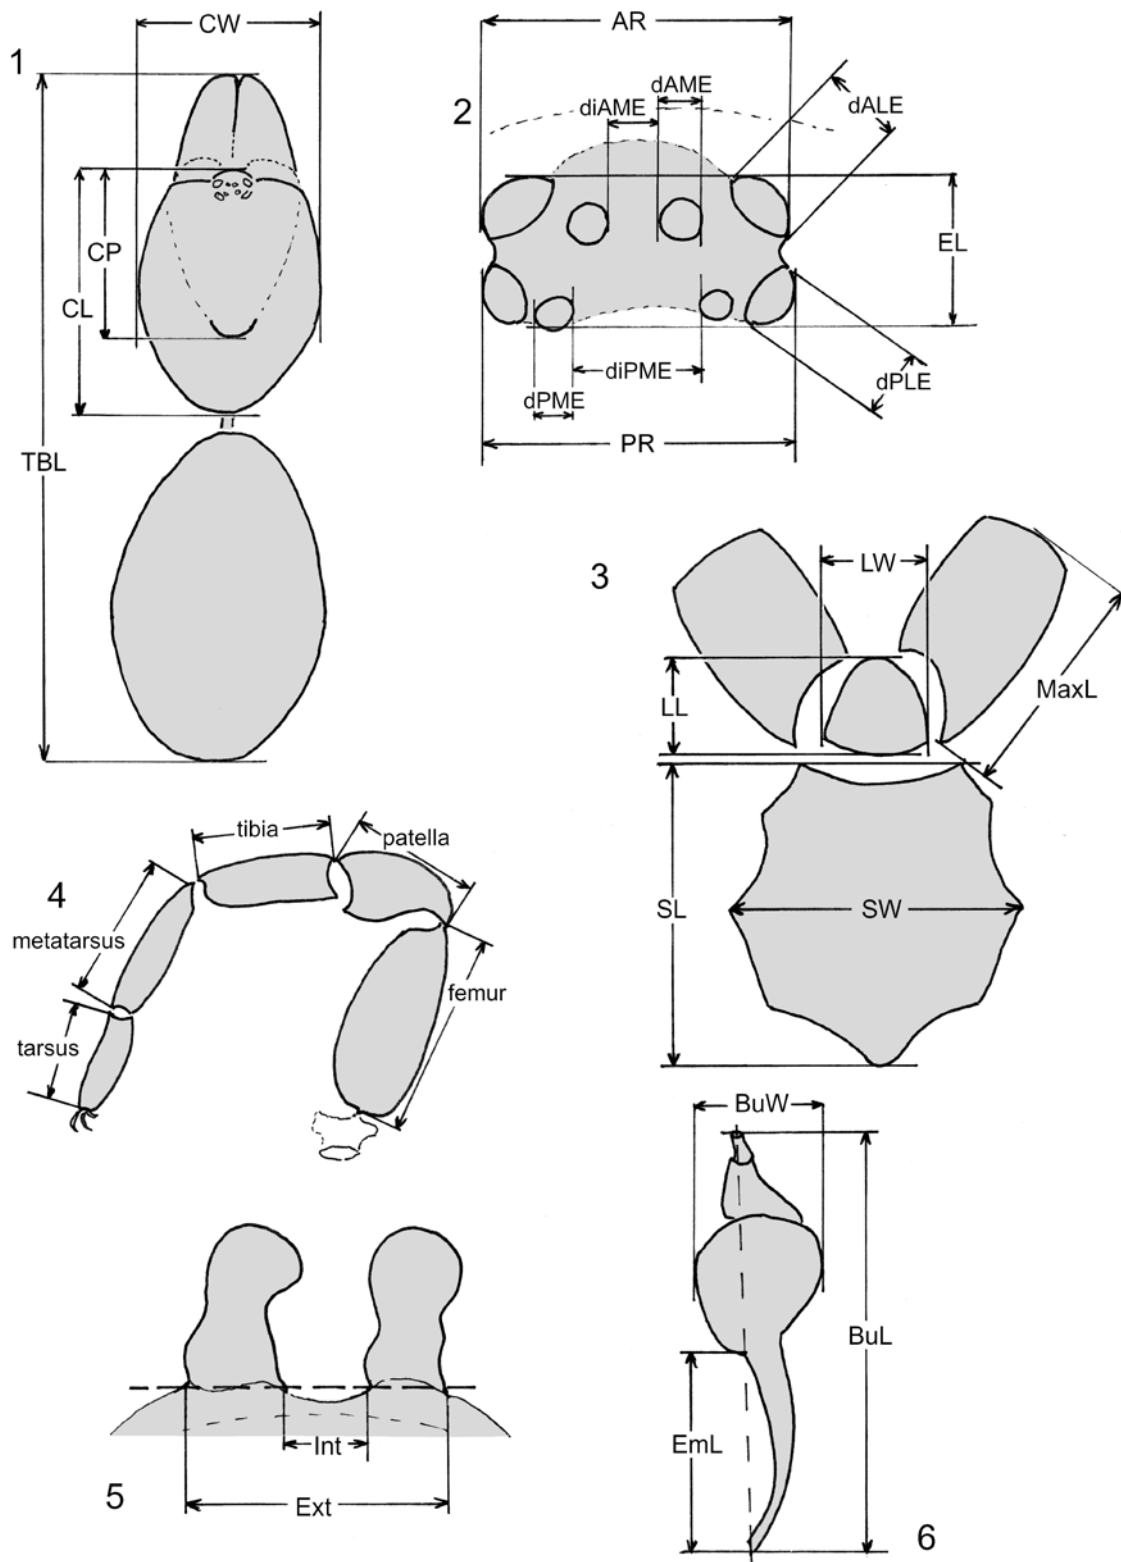 1
CW
CP
CL
TBL
2
AR
dAME
diAME
dALE
EL
diPME
dPME
dPLE
PR
3
LW
LL
MaxL
SL
SW
4
tibia
patella
metatarsus
femur
tarsus
5
Int
Ext
BuW
BuL
EmL
6